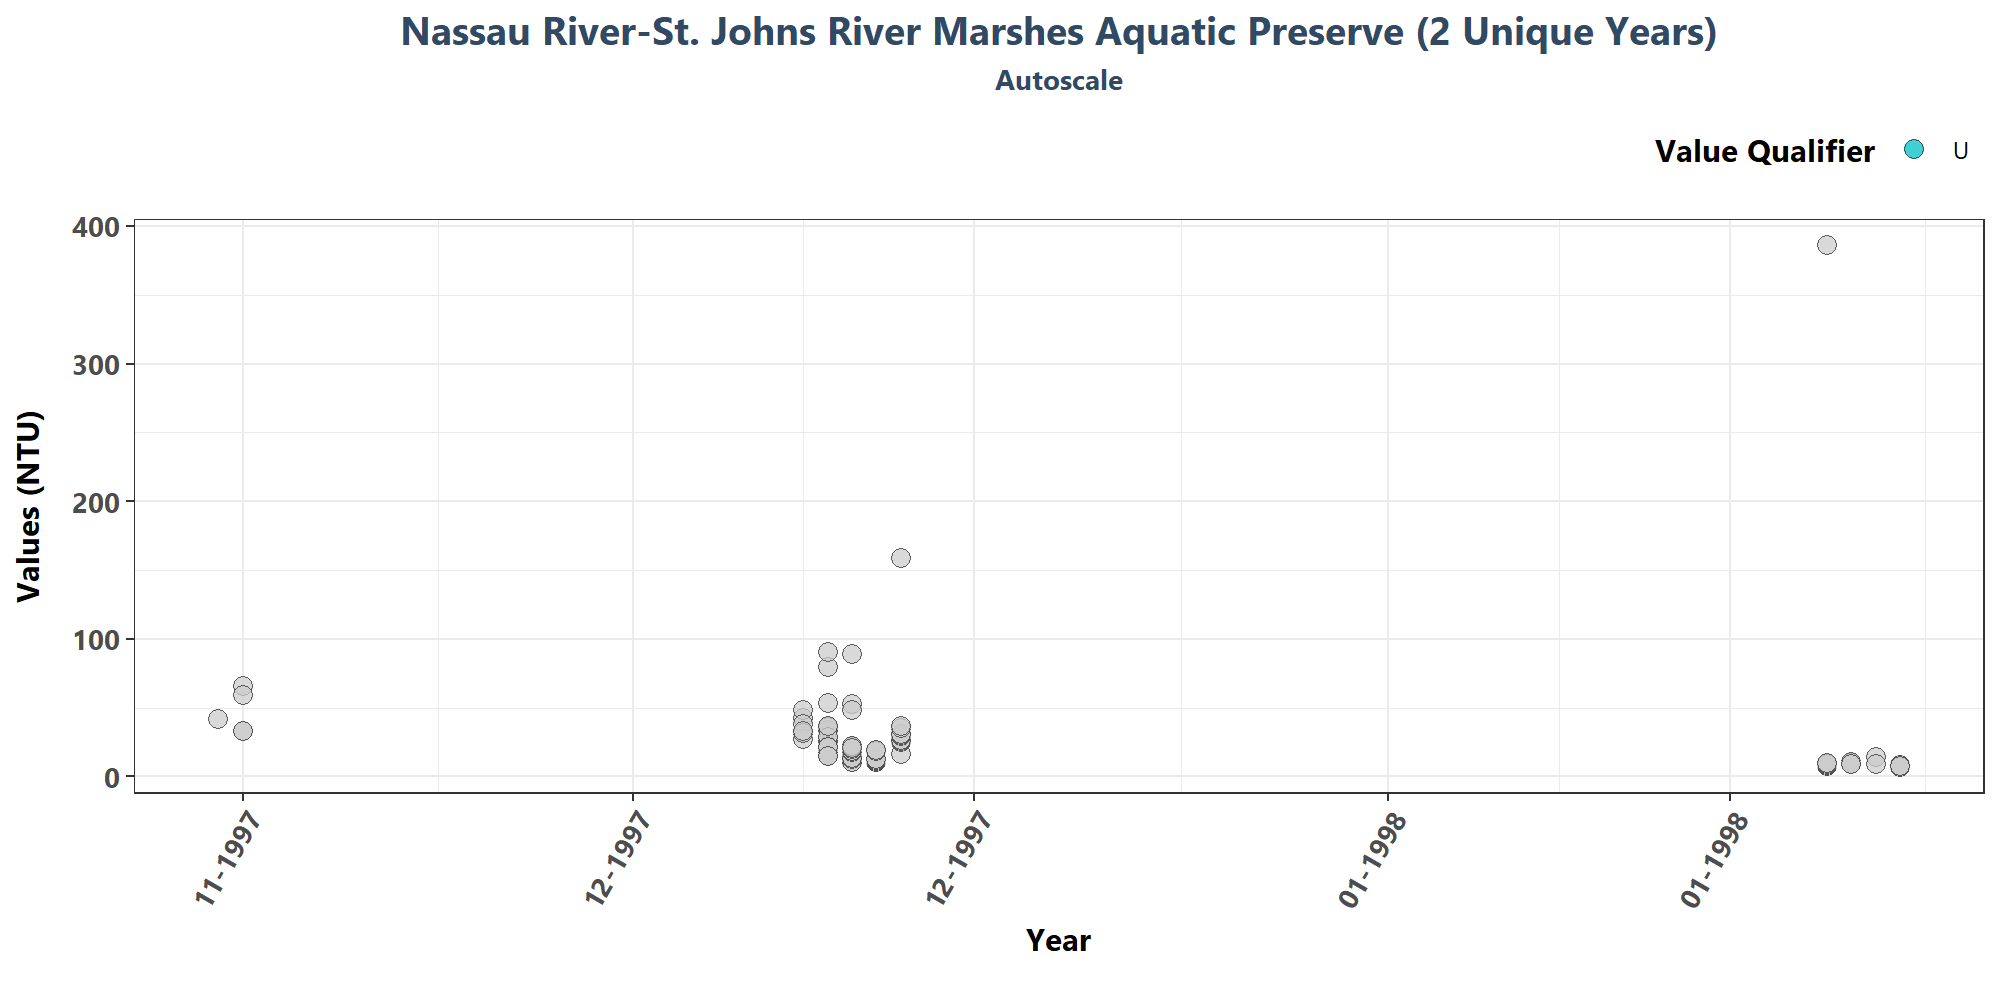 Nassau River-St. Johns River Marshes Aquatic Preserve (2 Unique Years)
Autoscale
Value Qualifier U
400
300
200
100
0
Values (NTU)
11-1997
12-1997
12-1997
01-1998
01-1998
Year